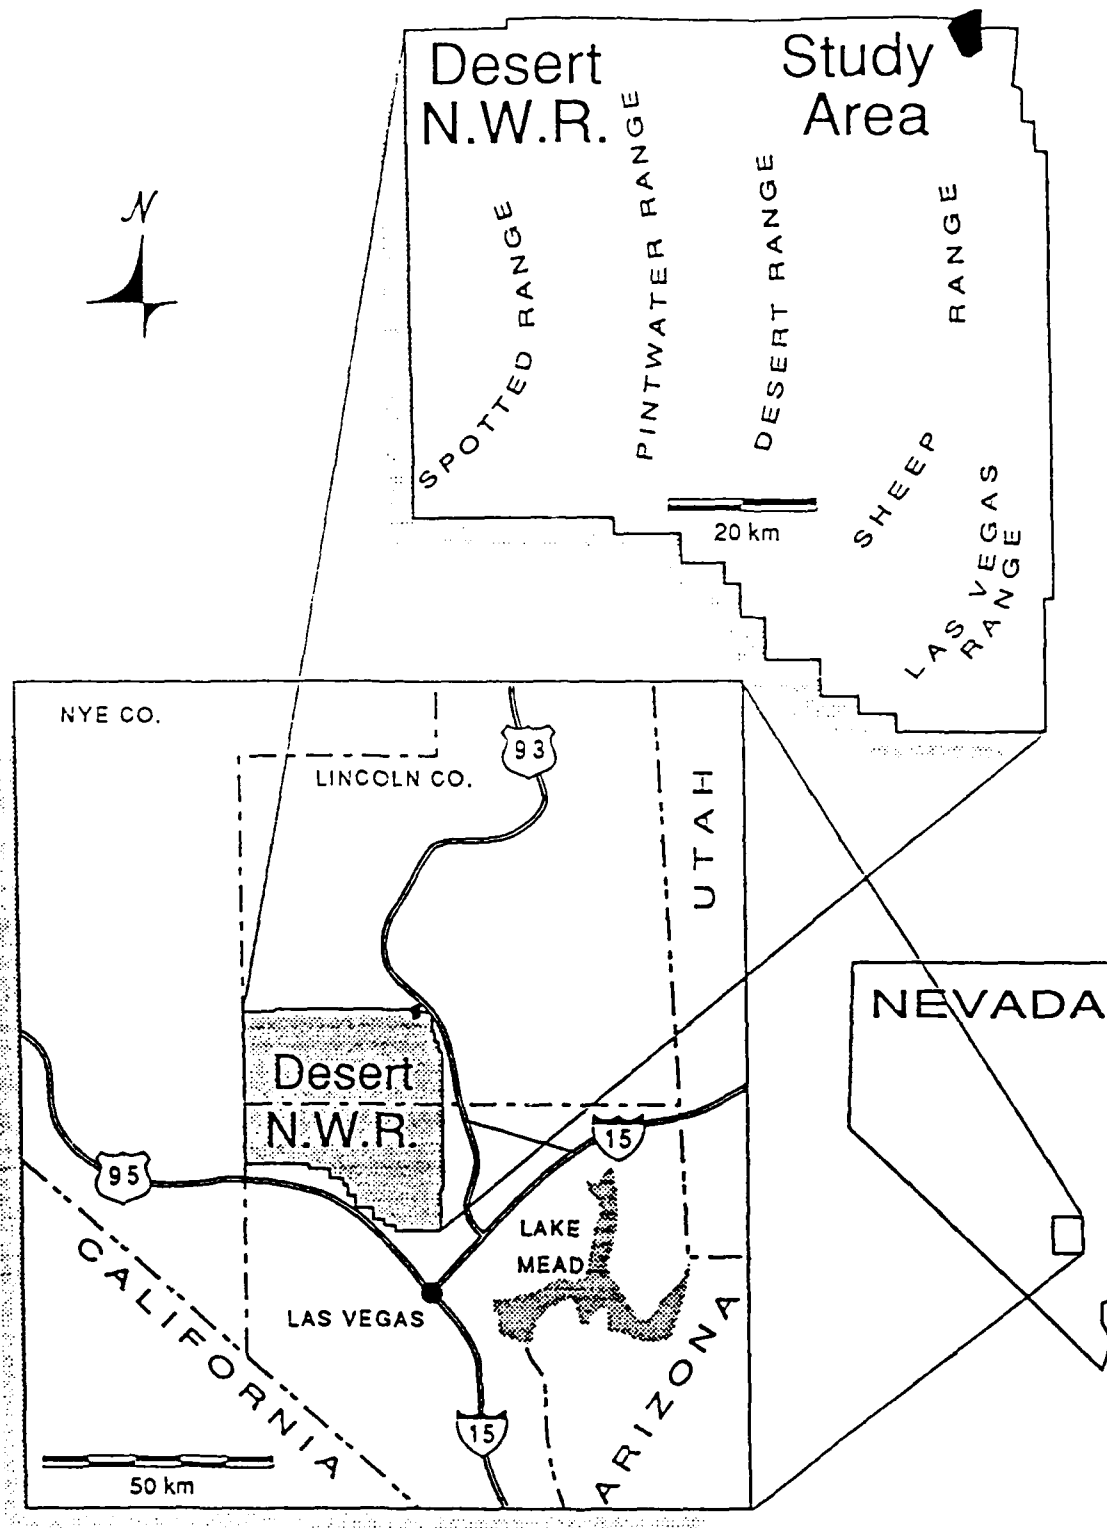 Desert
N.W.R.
Study
Area
N
SPOTTED RANGE
PINTWATER RANGE
DESERT RANGE
SHEEP RANGE
LAS VEGAS
RANGE
20 km
NYE CO.
LINCOLN CO.
93
UTAH
NEVADA
Desert
N.W.R.
15
95
LAKE
MEAD
CALIFORNIA
LAS VEGAS
ARIZONA
15
50 km